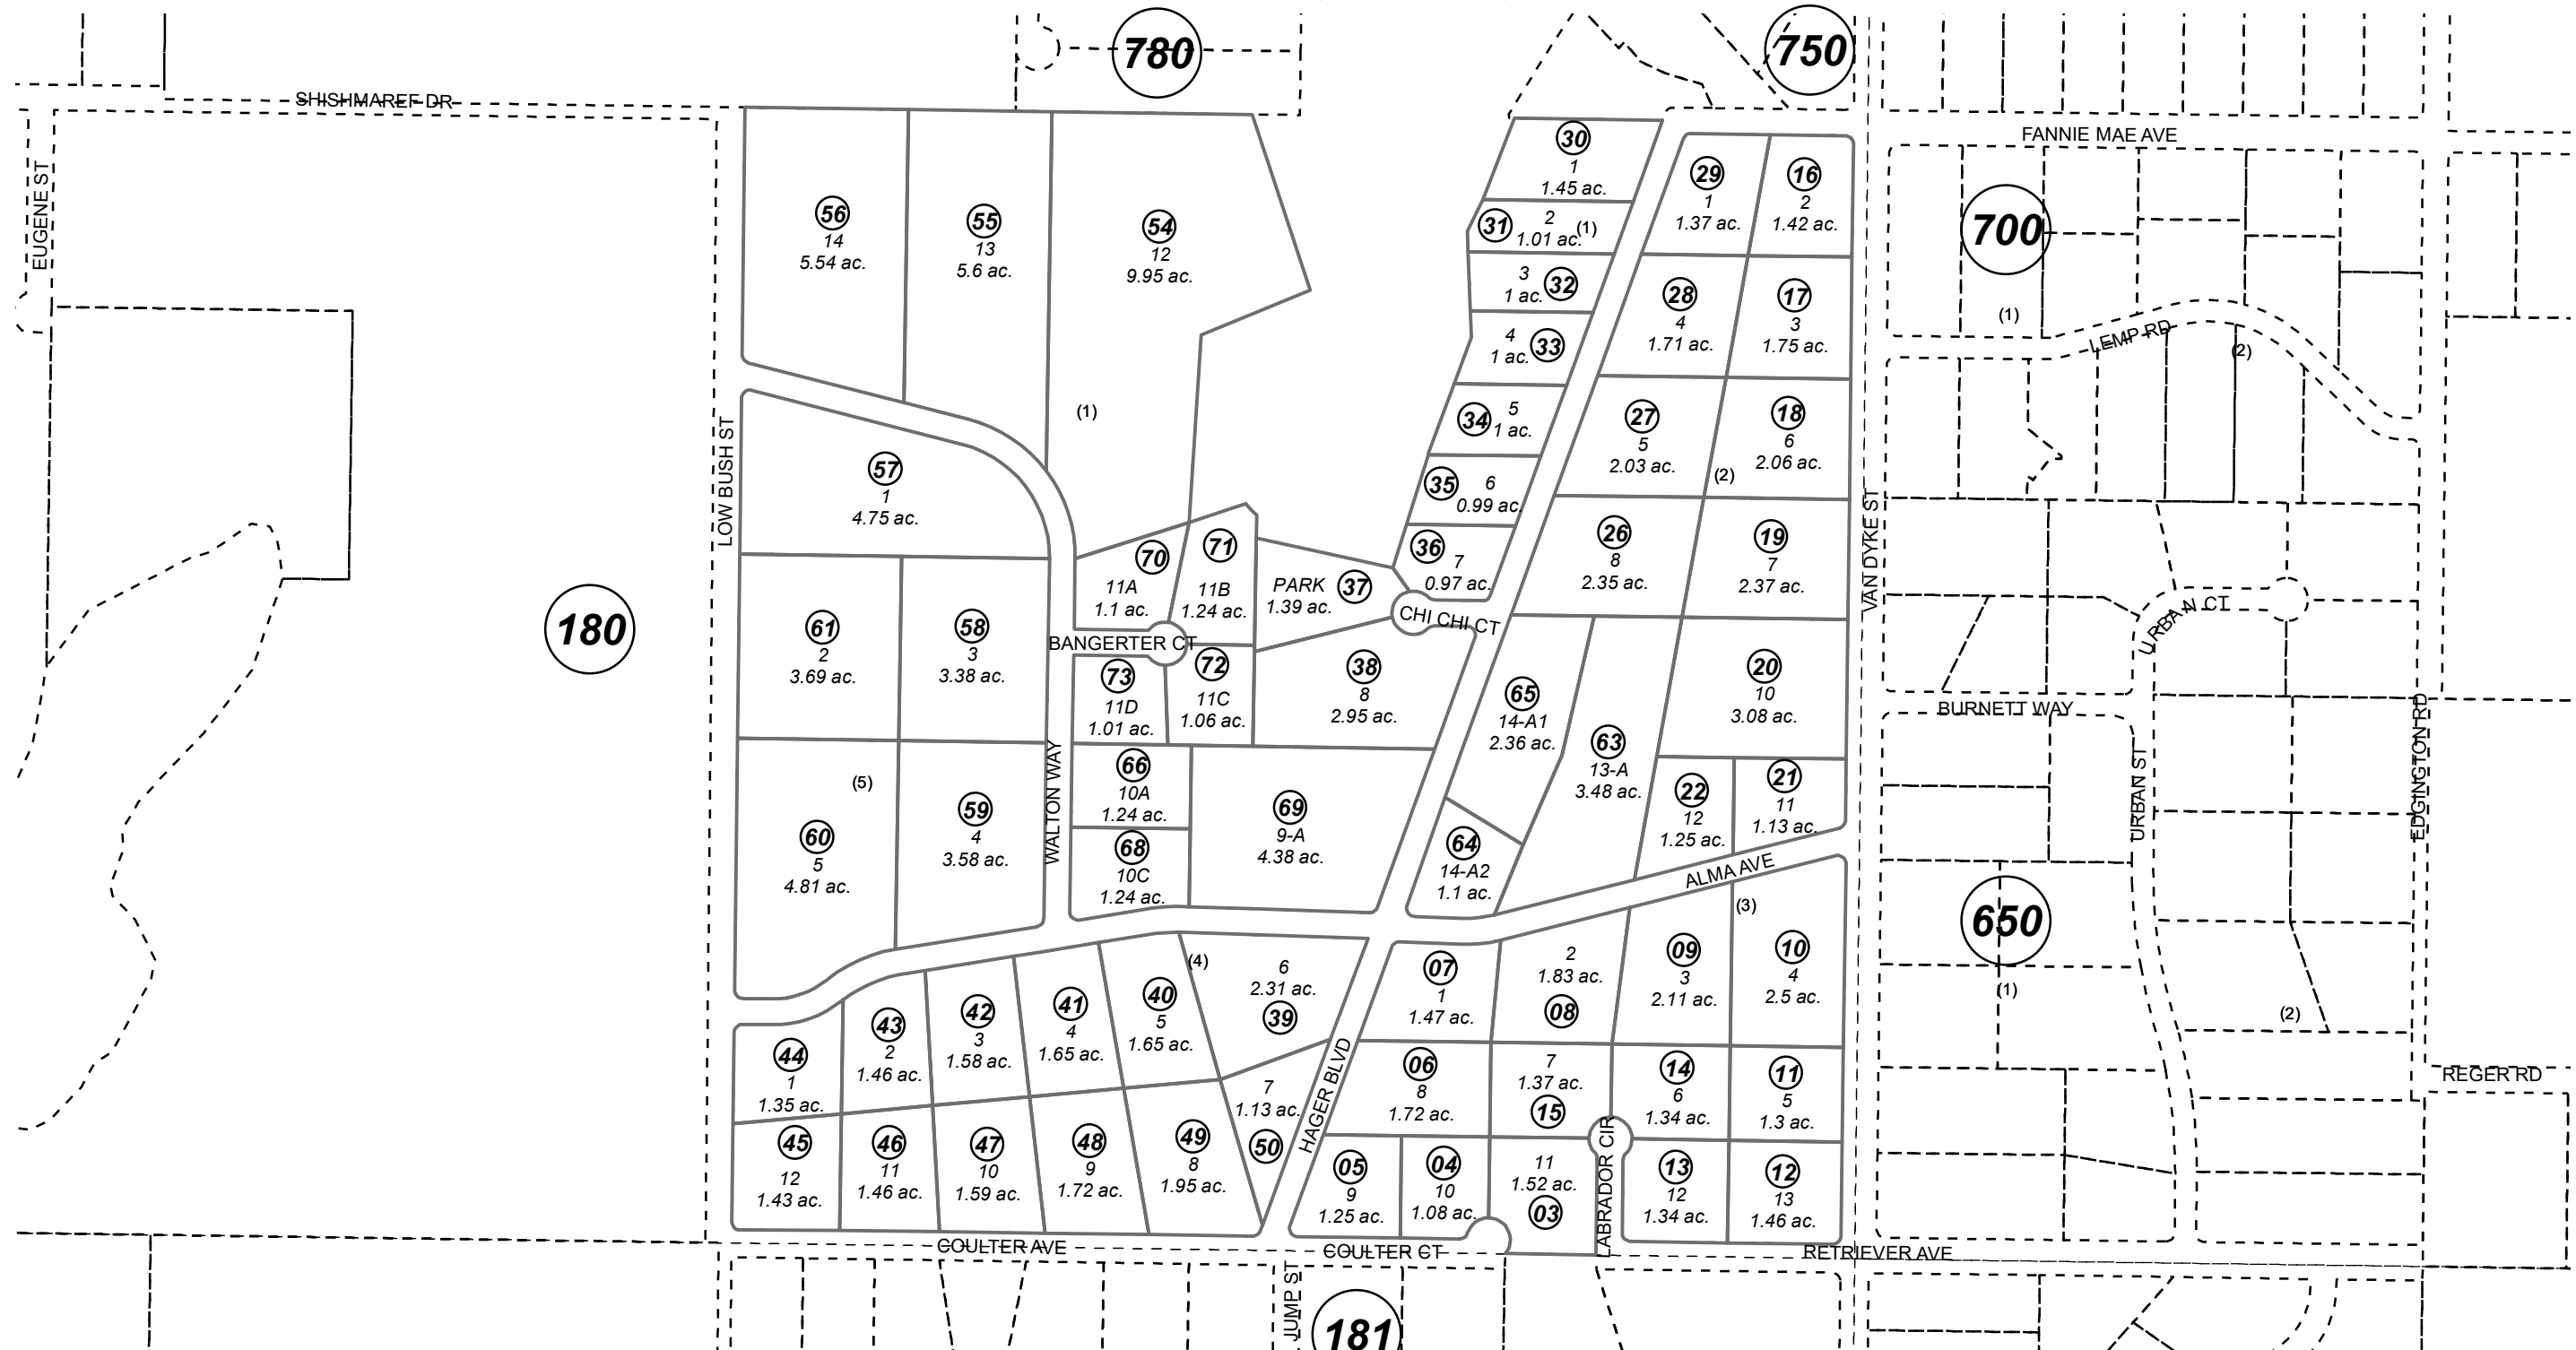 780
750
SHISHMAREF DR
FANNIE MAE AVE
EUGENE ST
30
1
1.45 ac.
29
1
1.37 ac.
16
2
1.42 ac.
56
14
5.54 ac.
55
13
5.6 ac.
54
12
9.95 ac.
31
2
1.01 ac.
(1)
700
(1)
3
1 ac.
32
28
4
1.71 ac.
17
3
1.75 ac.
LEMP RD
(2)
4
1 ac.
33
(1)
34
5
1 ac.
27
5
2.03 ac.
18
6
2.06 ac.
(2)
LOW BUSH ST
57
1
4.75 ac.
35
6
0.99 ac.
VAN DYKE ST
70
11A
1.1 ac.
71
11B
1.24 ac.
PARK
1.39 ac.
37
36
7
0.97 ac.
26
8
2.35 ac.
19
7
2.37 ac.
180
61
2
3.69 ac.
58
3
3.38 ac.
BANGERTER CT
CHI CHI CT
URBAN CT
73
11D
1.01 ac.
72
11C
1.06 ac.
38
8
2.95 ac.
65
14-A1
2.36 ac.
20
10
3.08 ac.
BURNETT WAY
63
13-A
3.48 ac.
(5)
WALTON WAY
66
10A
1.24 ac.
69
9-A
4.38 ac.
22
12
1.25 ac.
21
11
1.13 ac.
URBAN ST
EDGINGTON RD
60
5
4.81 ac.
59
4
3.58 ac.
68
10C
1.24 ac.
64
14-A2
1.1 ac.
ALMA AVE
(3)
650
(1)
(2)
(4)
6
2.31 ac.
39
07
1
1.47 ac.
2
1.83 ac.
08
09
3
2.11 ac.
10
4
2.5 ac.
44
1
1.35 ac.
43
2
1.46 ac.
42
3
1.58 ac.
41
4
1.65 ac.
40
5
1.65 ac.
HAGER BLVD
06
8
1.72 ac.
7
1.37 ac.
15
14
6
1.34 ac.
11
5
1.3 ac.
REGER RD
7
1.13 ac.
50
45
12
1.43 ac.
46
11
1.46 ac.
47
10
1.59 ac.
48
9
1.72 ac.
49
8
1.95 ac.
05
9
1.25 ac.
04
10
1.08 ac.
11
1.52 ac.
03
LABRADOR CIR
13
12
1.34 ac.
12
13
1.46 ac.
COULTER AVE
COULTER CT
RETRIEVER AVE
JUMP ST
181